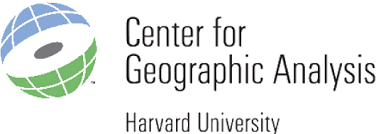 Center for
Geographic Analysis
Harvard University